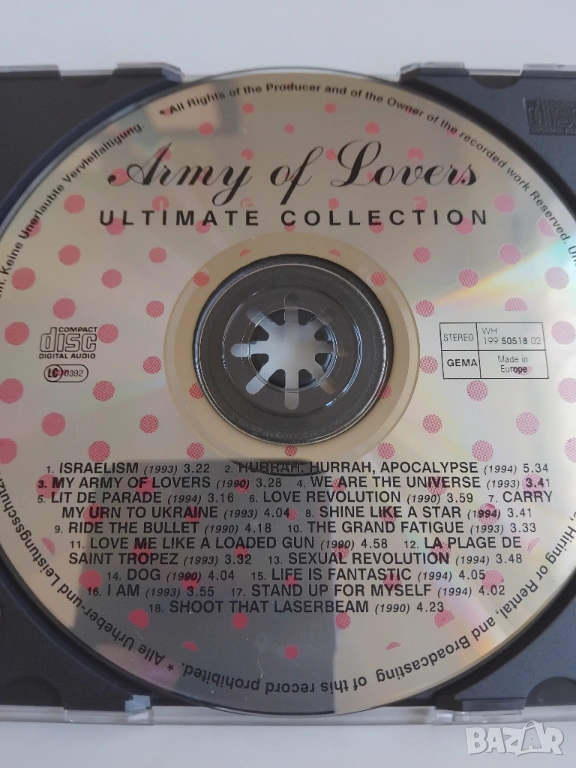 Army of Lovers
ULTIMATE COLLECTION
COMPACT
disc
DIGITAL AUDIO
LC 0392
STEREO
WH
199 50518 02
GEMA
Made in
Europe
1. ISRAELISM (1993) 3.22 2. HURRAH, HURRAH, APOCALYPSE (1994) 5.34
3. MY ARMY OF LOVERS (1990) 3.28 4. WE ARE THE UNIVERSE (1993) 3.41
5. LIT DE PARADE (1994) 3.16 6. LOVE REVOLUTION (1990) 3.59 7. CARRY
MY URN TO UKRAINE (1993) 4.04 8. SHINE LIKE A STAR (1994) 3.41
9. RIDE THE BULLET (1990) 4.18 10. THE GRAND FATIGUE (1993) 3.33
11. LOVE ME LIKE A LOADED GUN (1990) 4.58 12. LA PLAGE DE
SAINT TROPEZ (1993) 3.32 13. SEXUAL REVOLUTION (1994) 3.48
14. DOG (1990) 4.04 15. LIFE IS FANTASTIC (1994) 4.05
16. I AM (1993) 3.55 17. STAND UP FOR MYSELF (1994) 4.02
18. SHOOT THAT LASERBEAM (1990) 4.23
• All Rights of the Producer and of the Owner of the recorded work Reserved.
Hiring or Rental, and Broadcasting of this record prohibited. • Alle Urheber- und Leistungsschutz
Keine Unerlaubte Vervielfältigung.
BAZAR